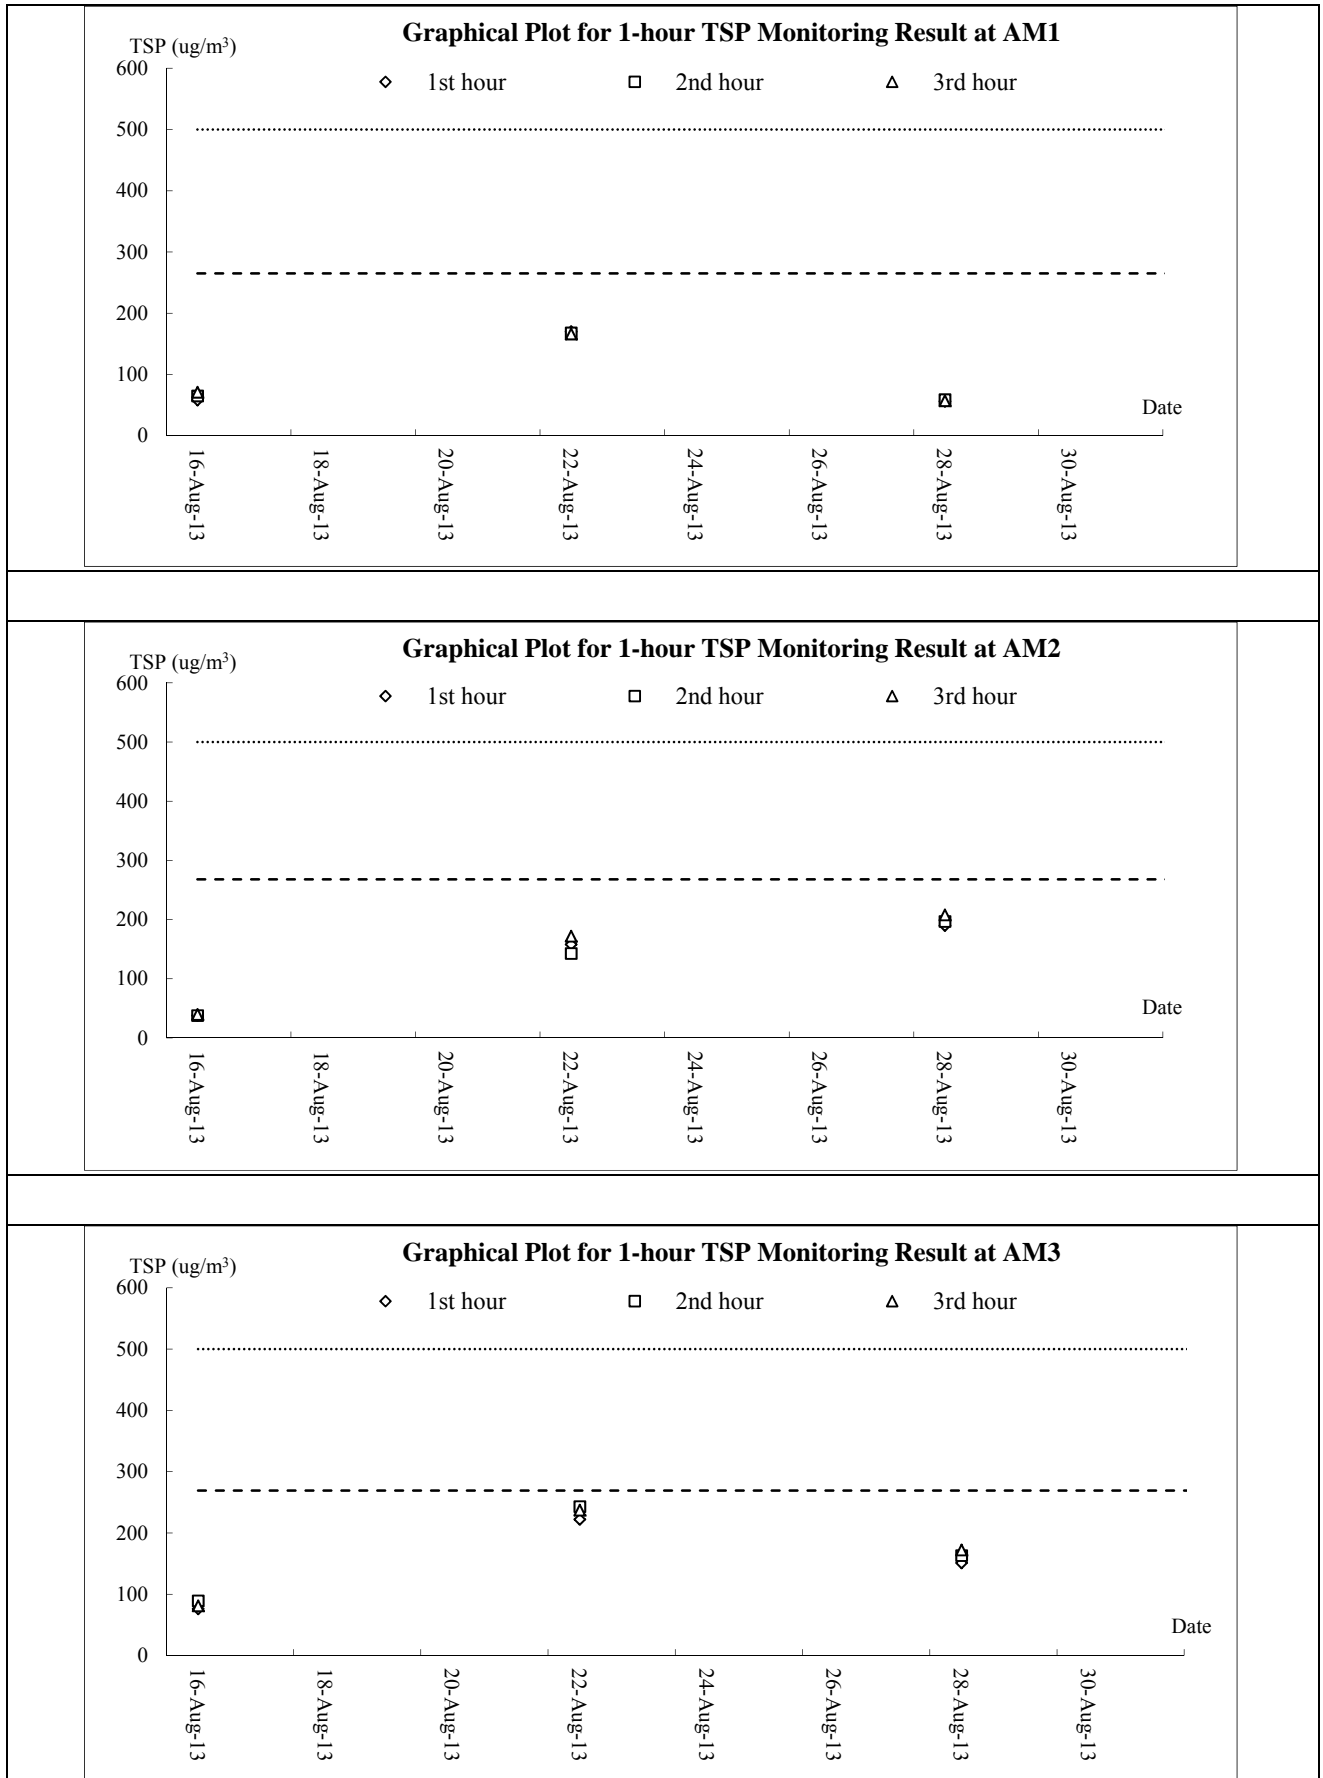 Graphical Plot for 1-hour TSP Monitoring Result at AM1
TSP (ug/m³)
1st hour 2nd hour 3rd hour
600
500
400
300
200
100
0
Date
16-Aug-13 18-Aug-13 20-Aug-13 22-Aug-13 24-Aug-13 26-Aug-13 28-Aug-13 30-Aug-13
Graphical Plot for 1-hour TSP Monitoring Result at AM2
TSP (ug/m³)
1st hour 2nd hour 3rd hour
600
500
400
300
200
100
0
Date
16-Aug-13 18-Aug-13 20-Aug-13 22-Aug-13 24-Aug-13 26-Aug-13 28-Aug-13 30-Aug-13
Graphical Plot for 1-hour TSP Monitoring Result at AM3
TSP (ug/m³)
1st hour 2nd hour 3rd hour
600
500
400
300
200
100
0
Date
16-Aug-13 18-Aug-13 20-Aug-13 22-Aug-13 24-Aug-13 26-Aug-13 28-Aug-13 30-Aug-13